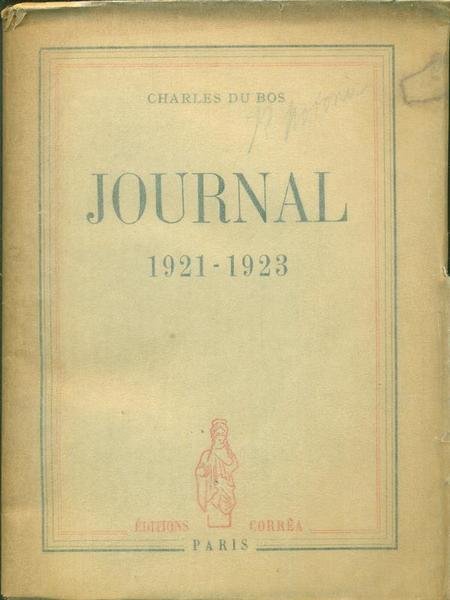 CHARLES DU BOS
JOURNAL
1921-1923
ÉDITIONS CORRÊA
PARIS